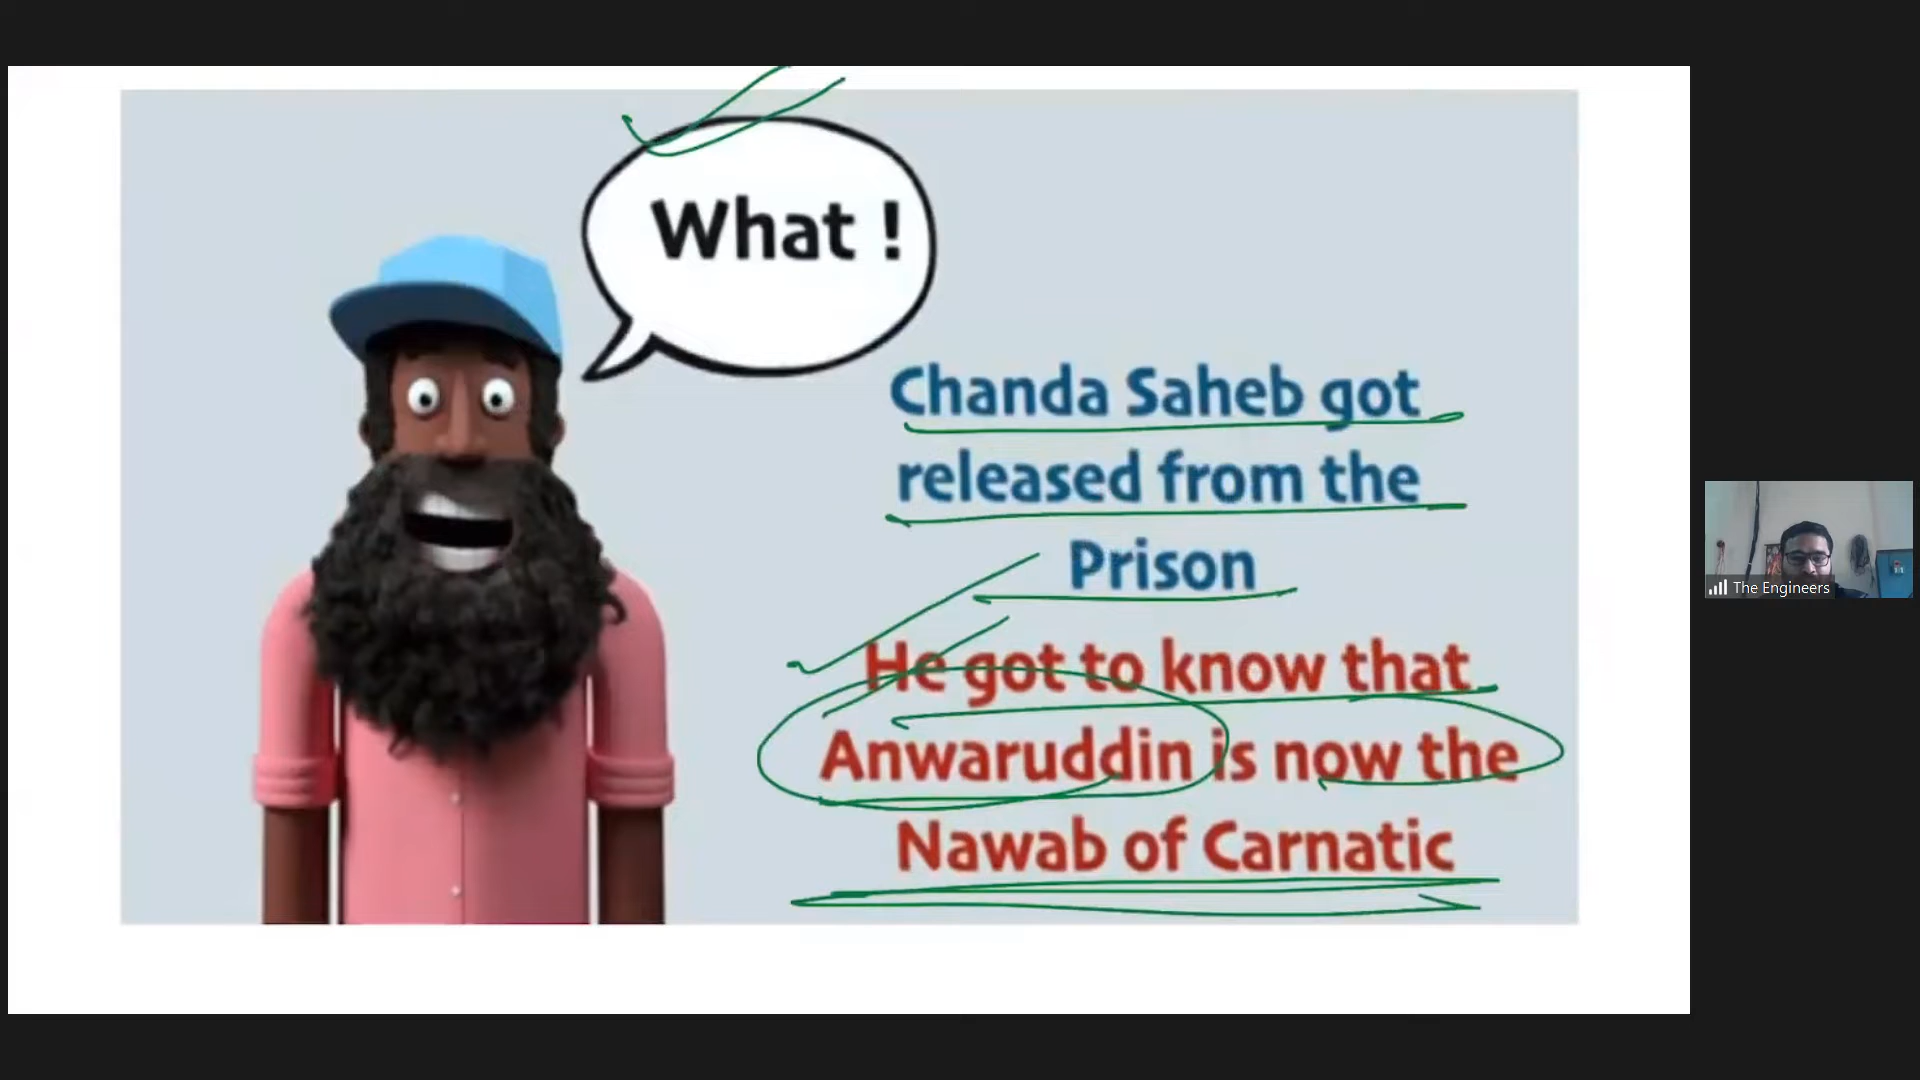 What !
Chanda Saheb got
released from the
Prison
He got to know that
Anwaruddin is now the
Nawab of Carnatic
The Engineers